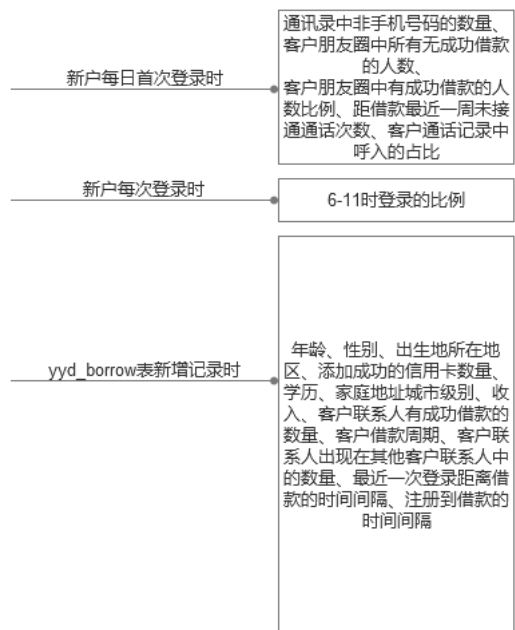 通讯录中非手机号码的数量、
客户朋友圈中所有无成功借款
的人数、
新户每日首次登录时
客户朋友圈中有成功借款的人
数比例、距借款最近一周未接
通通话次数、客户通话记录中
呼入的占比
新户每次登录时
6-11时登录的比例
年龄、性别、出生地所在地
区、添加成功的信用卡数量、
yyd_borrow表新增记录时
学历、家庭地址城市级别、收
入、客户联系人有成功借款的
数量、客户借款周期、客户联
系人出现在其他客户联系人中
的数量、最近一次登录距离借
款的时间间隔、注册到借款的
时间间隔